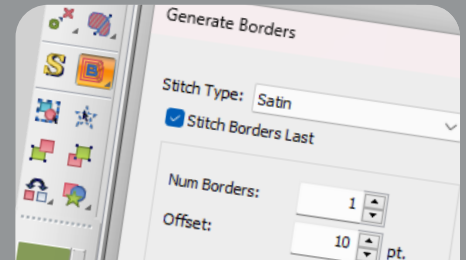 Generate Borders
Stitch Type: Satin
Stitch Borders Last
Num Borders: 1
Offset: 10 pt.